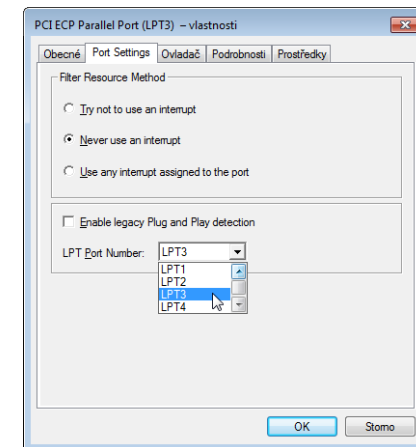 PCI ECP Parallel Port (LPT3) – vlastnosti
Obecné Port Settings Ovladač Podrobnosti Prostředky
Filter Resource Method
Try not to use an interrupt
Never use an interrupt
Use any interrupt assigned to the port
Enable legacy Plug and Play detection
LPT Port Number: LPT3
LPT1
LPT2
LPT3
LPT4
OK Storno